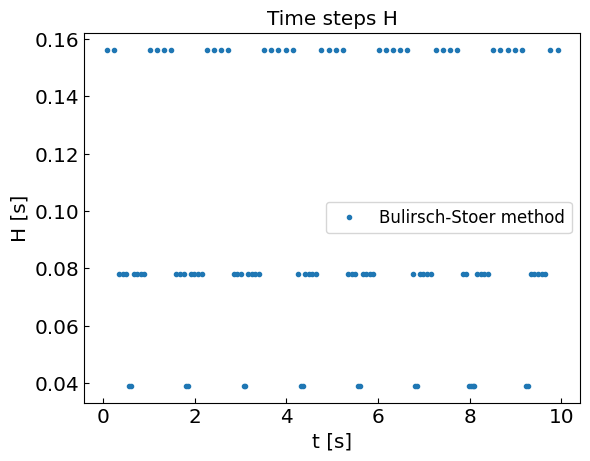 Time steps H
0.16
0.14
0.12
0.10
0.08
0.06
0.04
H [s]
Bulirsch-Stoer method
0 2 4 6 8 10
t [s]